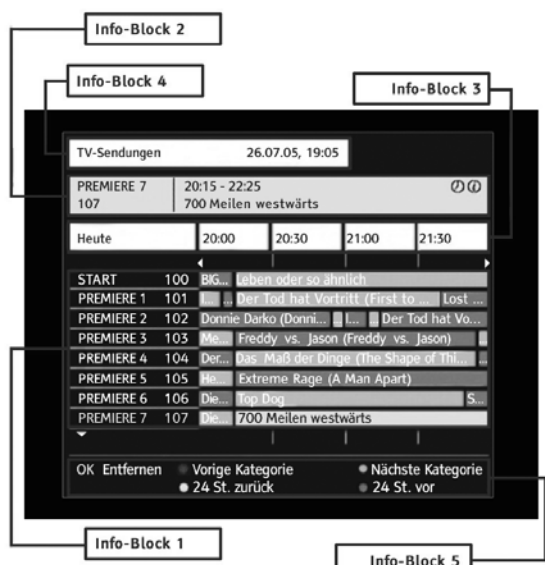 Info-Block 2
Info-Block 4
Info-Block 3
TV-Sendungen 26.07.05, 19:05
PREMIERE 7 20:15 - 22:25
107 700 Meilen westwärts
Heute 20:00 20:30 21:00 21:30
START 100 BIG... Leben oder so ähnlich
PREMIERE 1 101 I... ... Der Tod hat Vortritt (First to ... Lost ...
PREMIERE 2 102 Donnie Darko (Donni... ... I... ... Der Tod hat Vo...
PREMIERE 3 103 Me... Freddy vs. Jason (Freddy vs. Jason) ...
PREMIERE 4 104 Der... Das Maß der Dinge (The Shape of Thi... ...
PREMIERE 5 105 He... Extreme Rage (A Man Apart)
PREMIERE 6 106 Die... Top Dog S...
PREMIERE 7 107 Die... 700 Meilen westwärts
OK Entfernen Vorige Kategorie Nächste Kategorie
24 St. zurück 24 St. vor
Info-Block 1
Info-Block 5